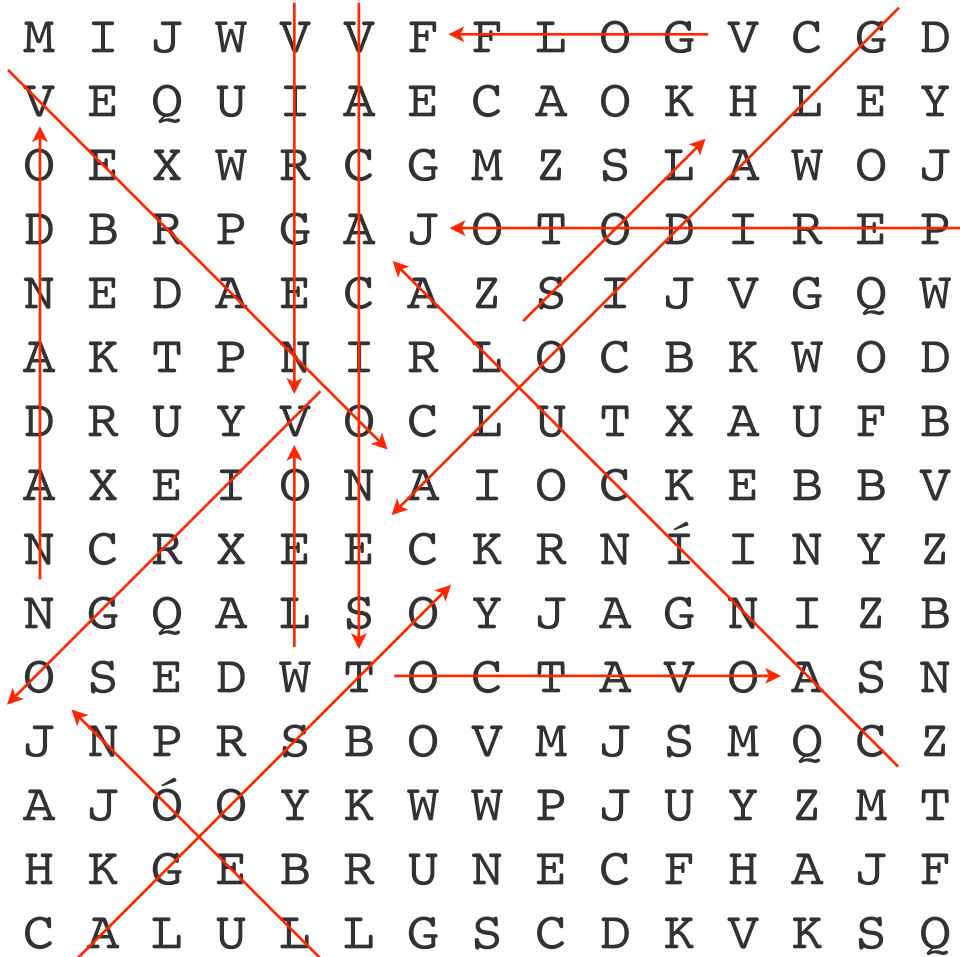 M I J W V V F F L O G V C G D
V E Q U I A E C A O K H L E Y
O E X W R C G M Z S L A W O J
D B R P G A J O T O D I R E P
N E D A E C A Z S I J V G Q W
A K T P N I R L O C B K W O D
D R U Y V O C L U T X A U F B
A X E I O N A I O C K E B B V
N C R X E E C K R N Í I N Y Z
N G Q A L S O Y J A G N I Z B
O S E D W T O C T A V O A S N
J N P R S B O V M J S M Q C Z
A J Ó O Y K W W P J U Y Z M T
H K G E B R U N E C F H A J F
C A L U L L G S C D K V K S Q